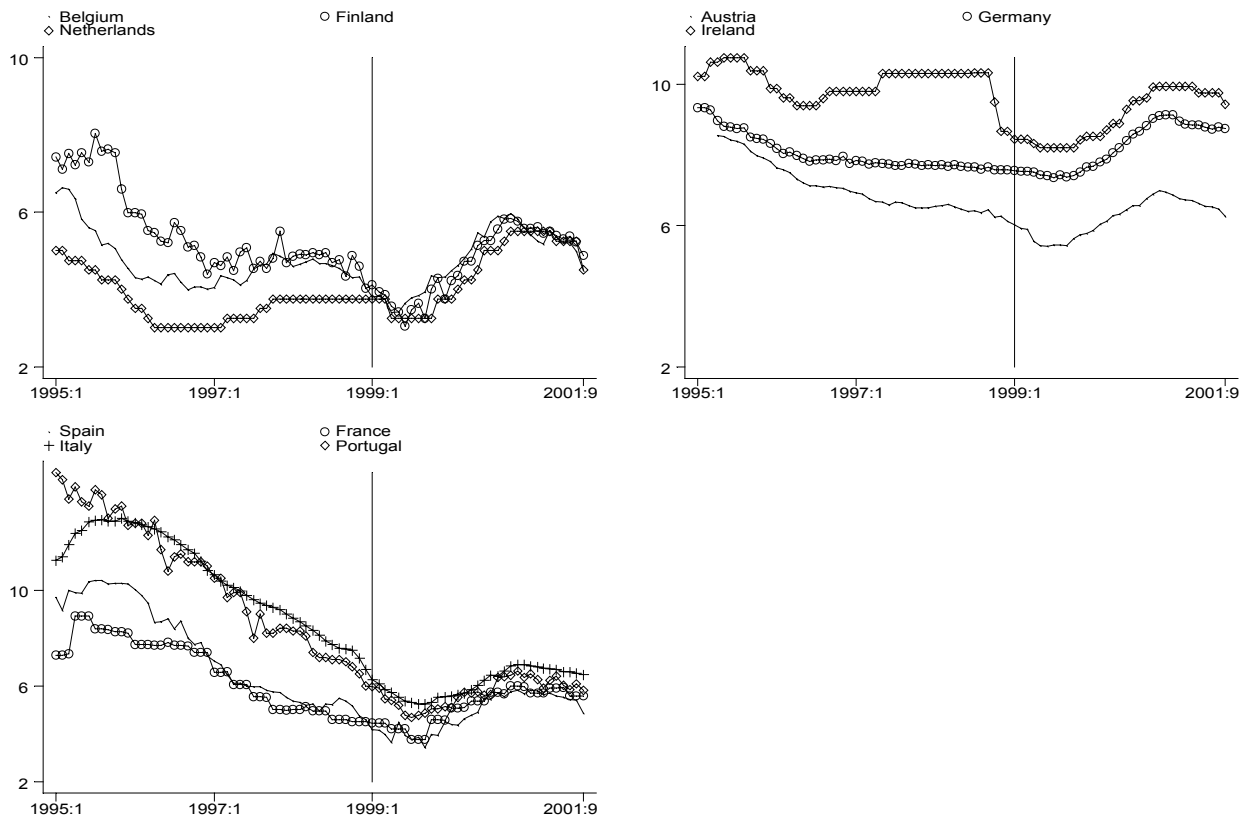 Belgium Finland
Netherlands
10
6
2
1995:1 1997:1 1999:1 2001:9
Austria Germany
Ireland
10
6
2
1995:1 1997:1 1999:1 2001:9
Spain France
Italy Portugal
10
6
2
1995:1 1997:1 1999:1 2001:9